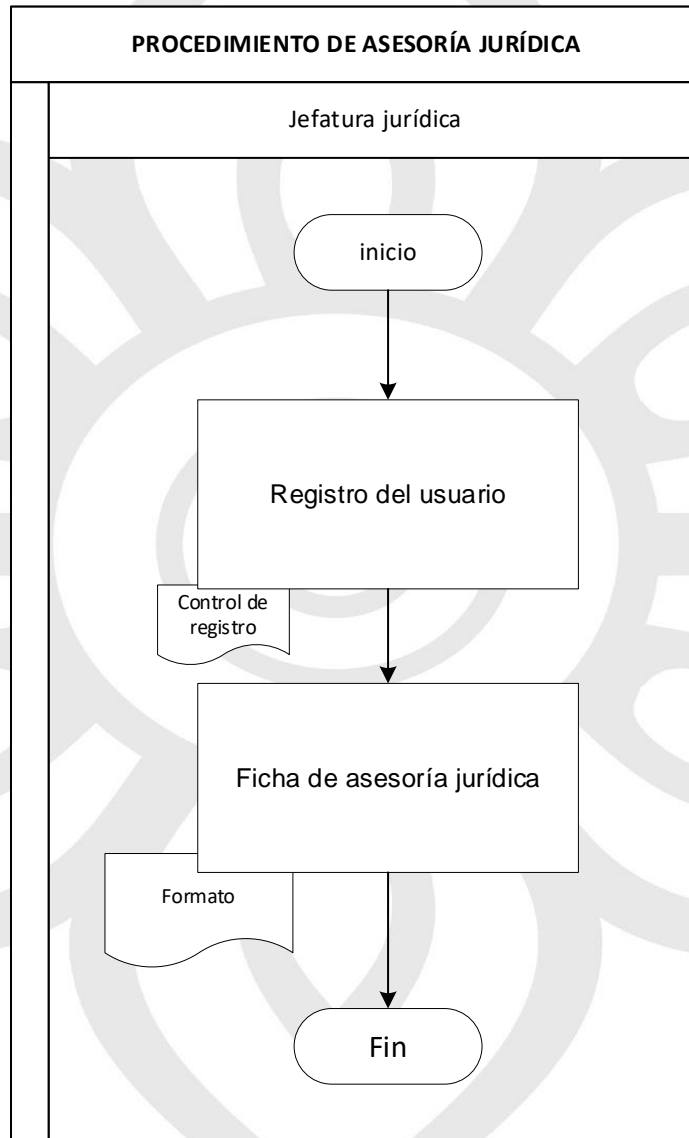 PROCEDIMIENTO DE ASESORÍA JURÍDICA
Jefatura jurídica
inicio
Registro del usuario
Control de
registro
Ficha de asesoría jurídica
Formato
Fin